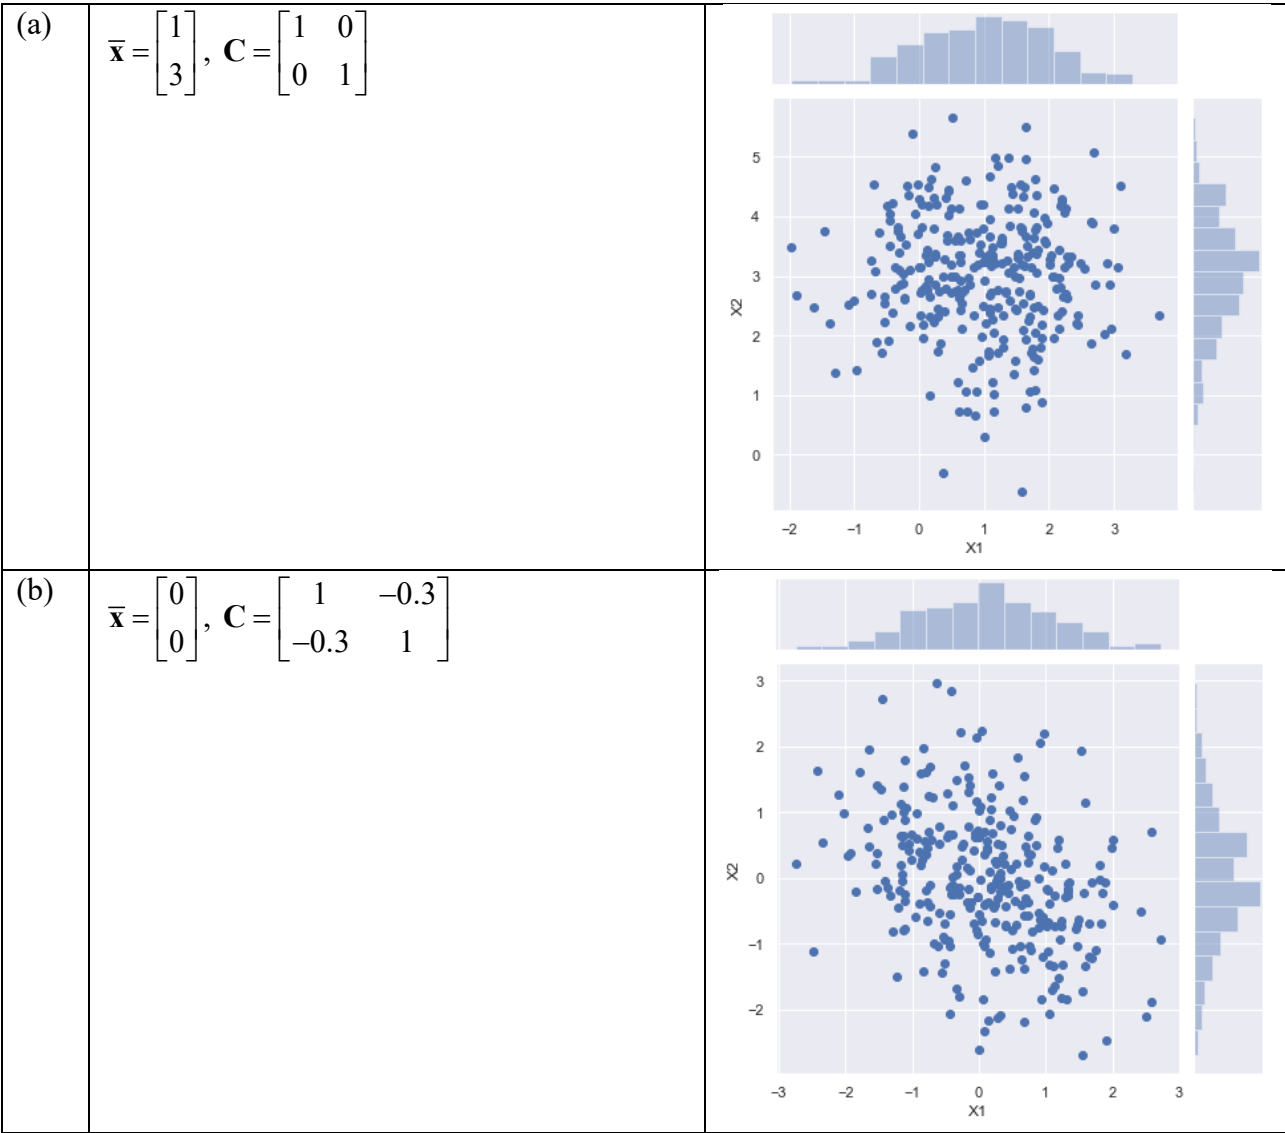 (a)
x̄ = [1 3], C = [1 0 0 1]
5
4
3
2
1
0
X2
−2 −1 0 1 2 3
X1
(b)
x̄ = [0 0], C = [1 −0.3 −0.3 1]
3
2
1
0
−1
−2
X2
−3 −2 −1 0 1 2 3
X1